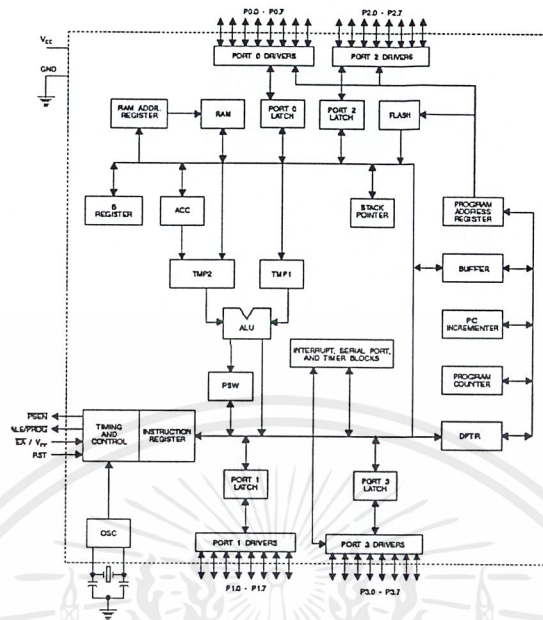 P0.0 - P0.7
P2.0 - P2.7
VCC
GND
PORT 0 DRIVERS
PORT 2 DRIVERS
RAM ADDR. REGISTER
RAM
PORT 0 LATCH
PORT 2 LATCH
FLASH
B REGISTER
ACC
STACK POINTER
PROGRAM ADDRESS REGISTER
TMP2
TMP1
BUFFER
ALU
PC INCREMENTER
INTERRUPT, SERIAL PORT, AND TIMER BLOCKS
PSW
PROGRAM COUNTER
PSEN
ALE/PROG
EA / VPP
RST
TIMING AND CONTROL
INSTRUCTION REGISTER
DPTR
PORT 1 LATCH
PORT 3 LATCH
OSC
PORT 1 DRIVERS
PORT 3 DRIVERS
P1.0 - P1.7
P3.0 - P3.7